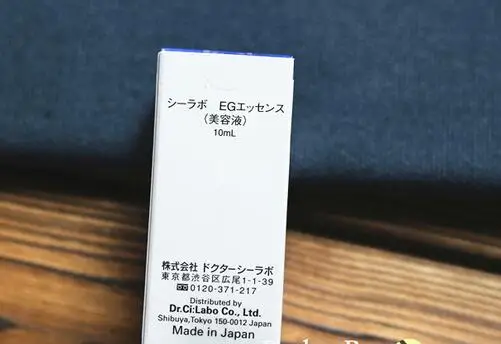 シーラボ　EGエッセンス
（美容液）
10mL
株式会社 ドクターシーラボ
東京都渋谷区広尾1-1-39
0120-371-217
Distributed by
Dr.Ci:Labo Co., Ltd.
Shibuya,Tokyo 150-0012 Japan
Made in Japan